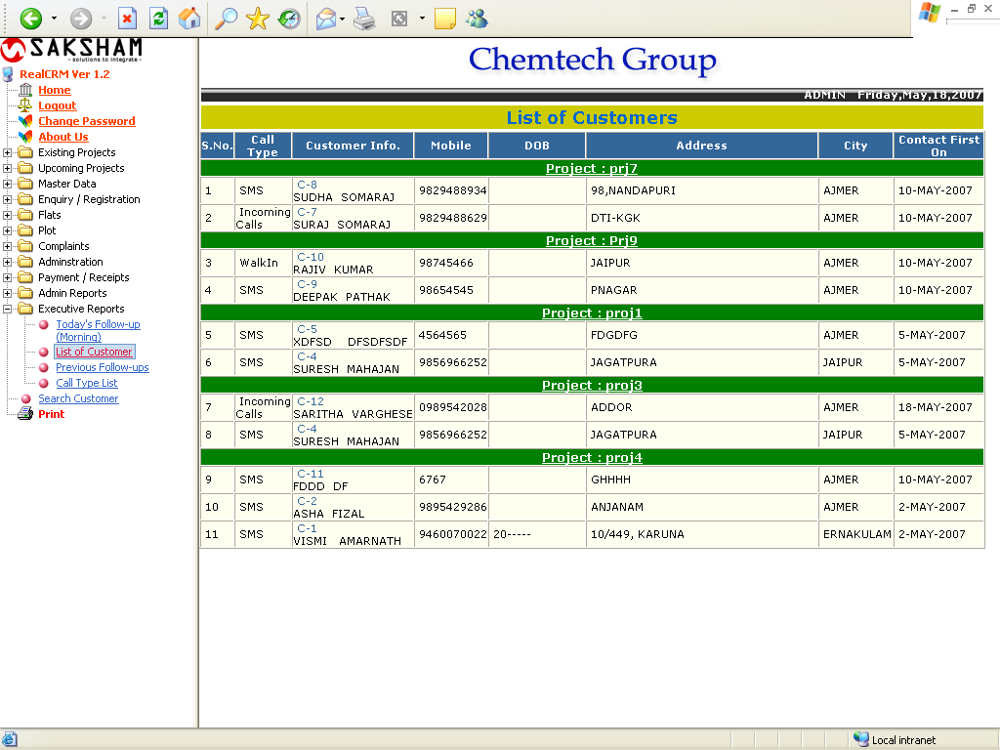 SAKSHAM
- solutions to integrate -
RealCRM Ver 1.2
Home
Logout
Change Password
About Us
Existing Projects
Upcoming Projects
Master Data
Enquiry / Registration
Flats
Plot
Complaints
Adminstration
Payment / Receipts
Admin Reports
Executive Reports
Today's Follow-up
(Morning)
List of Customer
Previous Follow-ups
Call Type List
Search Customer
Print
Chemtech Group
ADMIN Friday,May,18,2007
List of Customers
S.No. Call Type Customer Info. Mobile DOB Address City Contact First On
Project : prj7
1 SMS C-8 SUDHA SOMARAJ 9829488934 98,NANDAPURI AJMER 10-MAY-2007
2 Incoming Calls C-7 SURAJ SOMARAJ 9829488629 DTI-KGK AJMER 10-MAY-2007
Project : Prj9
3 WalkIn C-10 RAJIV KUMAR 98745466 JAIPUR AJMER 10-MAY-2007
4 SMS C-9 DEEPAK PATHAK 98654545 PNAGAR AJMER 10-MAY-2007
Project : proj1
5 SMS C-5 XDFSD DFSDFSDF 4564565 FDGDFG AJMER 5-MAY-2007
6 SMS C-4 SURESH MAHAJAN 9856966252 JAGATPURA JAIPUR 5-MAY-2007
Project : proj3
7 Incoming Calls C-12 SARITHA VARGHESE 0989542028 ADDOR AJMER 18-MAY-2007
8 SMS C-4 SURESH MAHAJAN 9856966252 JAGATPURA JAIPUR 5-MAY-2007
Project : proj4
9 SMS C-11 FDDD DF 6767 GHHHH AJMER 10-MAY-2007
10 SMS C-2 ASHA FIZAL 9895429286 ANJANAM AJMER 2-MAY-2007
11 SMS C-1 VISMI AMARNATH 9460070022 20----- 10/449, KARUNA ERNAKULAM 2-MAY-2007
Local intranet